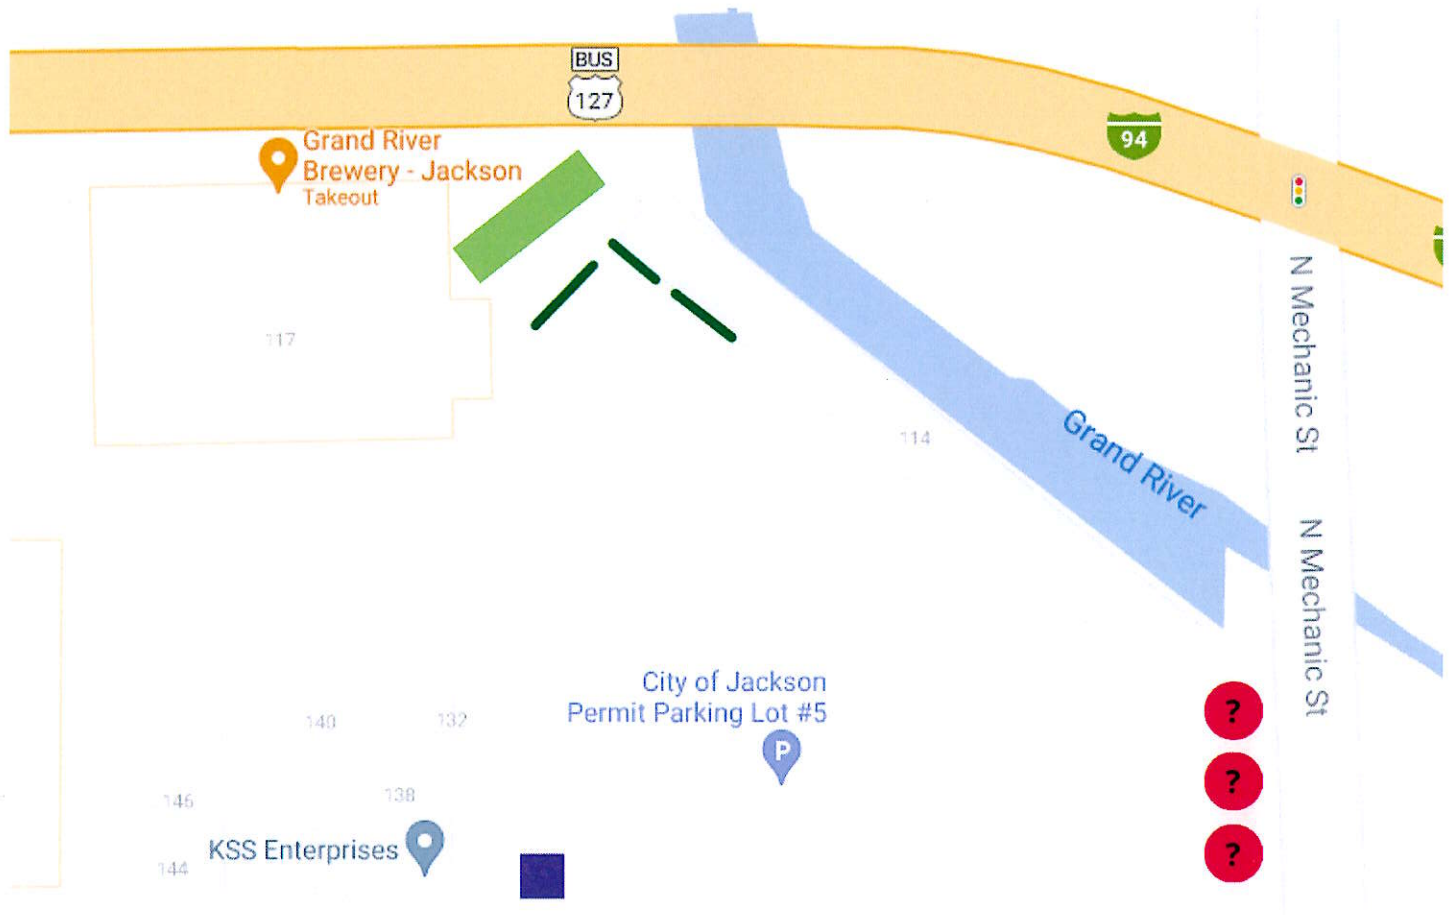 BUS
127
94
Grand River
Brewery - Jackson
Takeout
N Mechanic St
117
Grand River
114
N Mechanic St
City of Jackson
Permit Parking Lot #5
P
140
132
?
?
?
146
138
KSS Enterprises
144